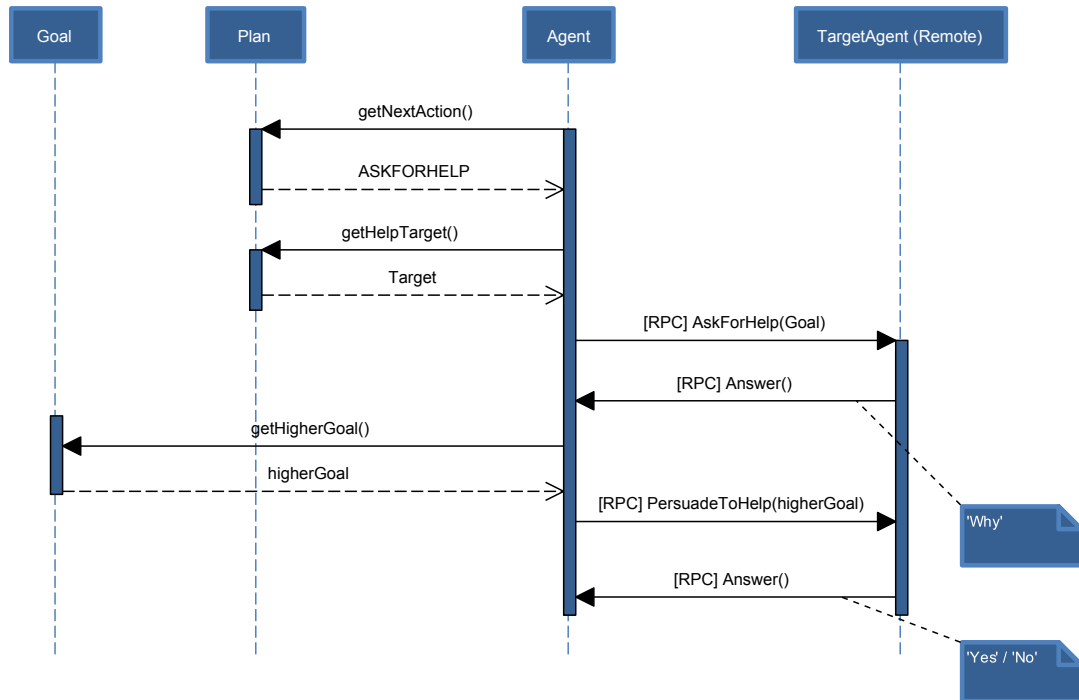 Goal
Plan
Agent
TargetAgent (Remote)
getNextAction()
ASKFORHELP
getHelpTarget()
Target
[RPC] AskForHelp(Goal)
[RPC] Answer()
getHigherGoal()
higherGoal
[RPC] PersuadeToHelp(higherGoal)
'Why'
[RPC] Answer()
'Yes' / 'No'